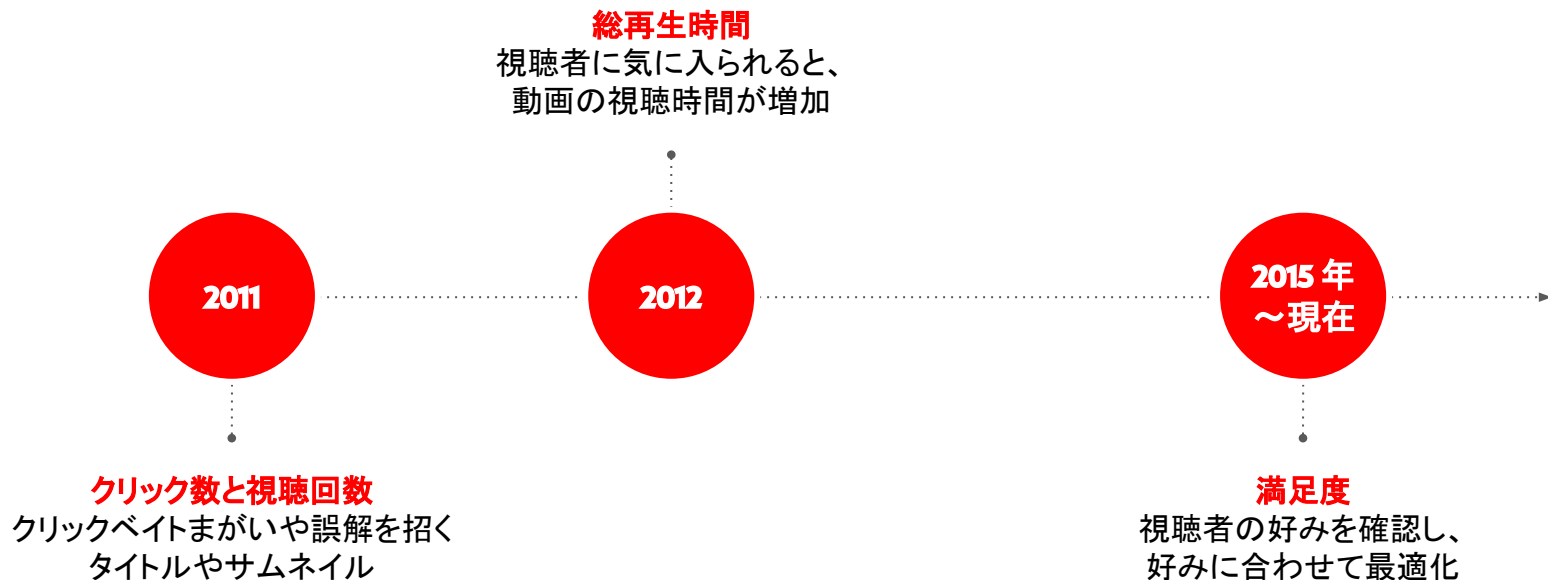 総再生時間
視聴者に気に入られると、
動画の視聴時間が増加
2011
2012
2015 年
～現在
クリック数と視聴回数
クリックベイトまがいや誤解を招く
タイトルやサムネイル
満足度
視聴者の好みを確認し、
好みに合わせて最適化